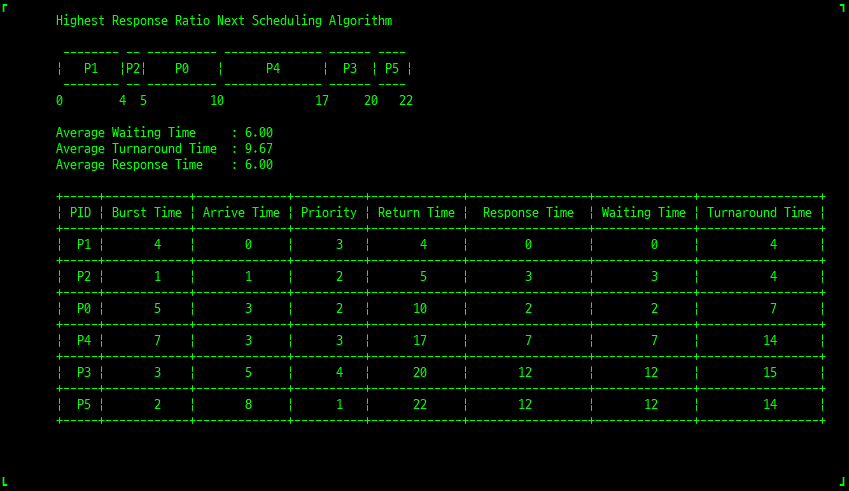 Highest Response Ratio Next Scheduling Algorithm
-------- -- ---------- -------------- ------ ----
¦   P1   ¦P2¦    P0    ¦      P4      ¦  P3  ¦ P5 ¦
-------- -- ---------- -------------- ------ ----
0        4  5         10             17     20   22
Average Waiting Time     : 6.00
Average Turnaround Time  : 9.67
Average Response Time    : 6.00
¦ PID ¦ Burst Time ¦ Arrive Time ¦ Priority ¦ Return Time ¦  Response Time  ¦ Waiting Time ¦ Turnaround Time ¦
¦  P1 ¦ 4 ¦ 0 ¦ 3 ¦ 4 ¦ 0 ¦ 0 ¦ 4 ¦
¦  P2 ¦ 1 ¦ 1 ¦ 2 ¦ 5 ¦ 3 ¦ 3 ¦ 4 ¦
¦  P0 ¦ 5 ¦ 3 ¦ 2 ¦ 10 ¦ 2 ¦ 2 ¦ 7 ¦
¦  P4 ¦ 7 ¦ 3 ¦ 3 ¦ 17 ¦ 7 ¦ 7 ¦ 14 ¦
¦  P3 ¦ 3 ¦ 5 ¦ 4 ¦ 20 ¦ 12 ¦ 12 ¦ 15 ¦
¦  P5 ¦ 2 ¦ 8 ¦ 1 ¦ 22 ¦ 12 ¦ 12 ¦ 14 ¦